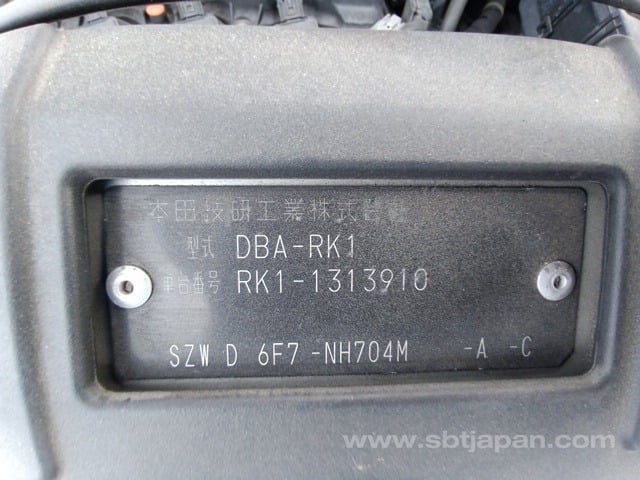 本田技研工業株式会社
型式 DBA-RK1
車台番号 RK1-1313910
SZW D 6F7 -NH704M -A -C
www.sbtjapan.com